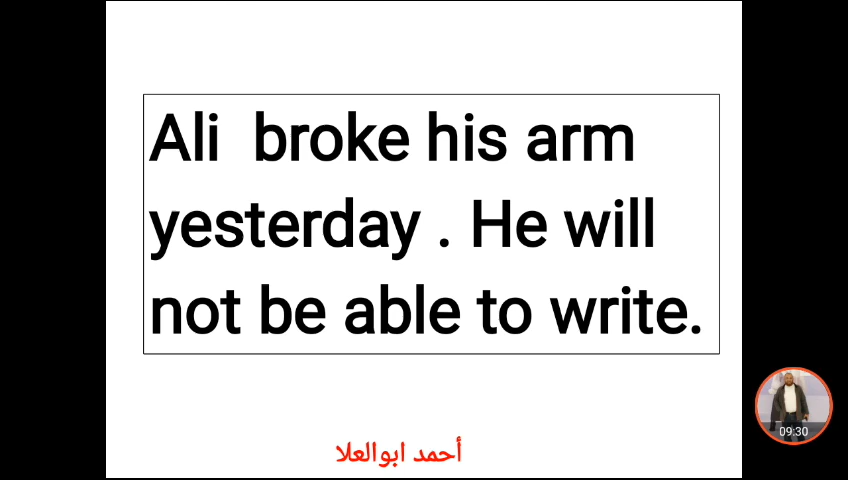 Ali  broke his arm
yesterday . He will
not be able to write.
أحمد ابوالعلا
09:30